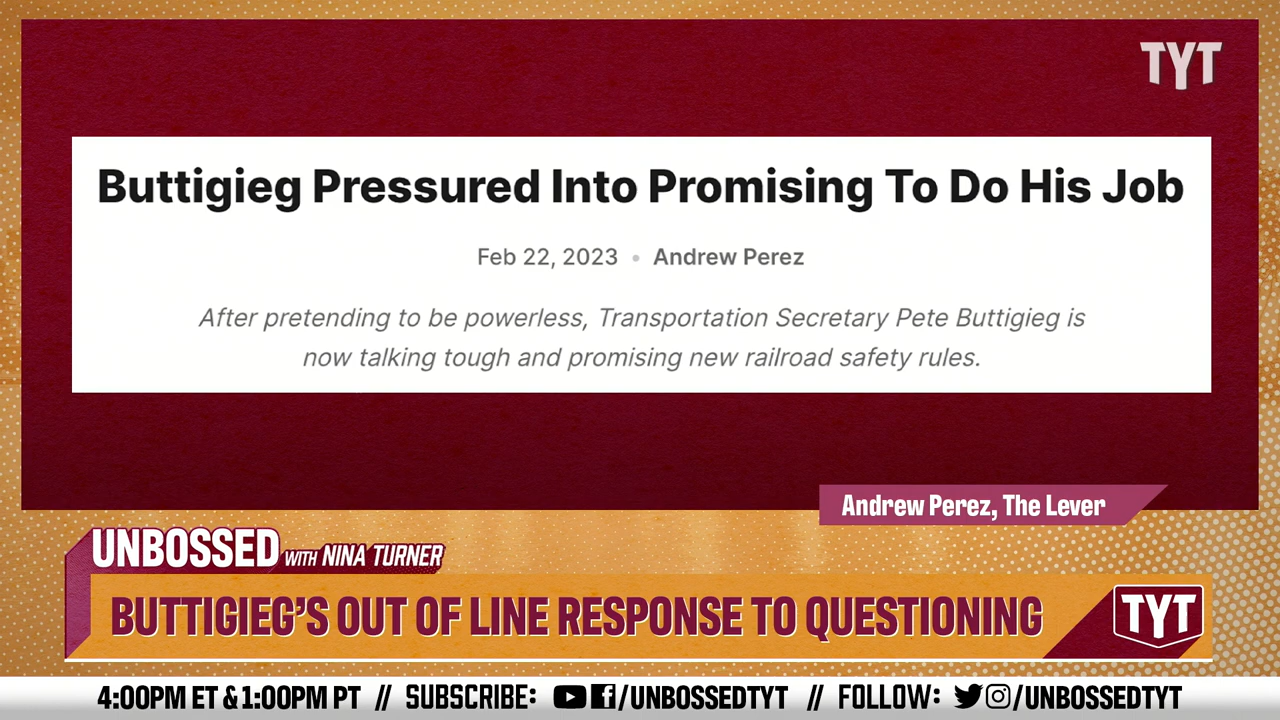 TYT
Buttigieg Pressured Into Promising To Do His Job
Feb 22, 2023 • Andrew Perez
After pretending to be powerless, Transportation Secretary Pete Buttigieg is
now talking tough and promising new railroad safety rules.
Andrew Perez, The Lever
UNBOSSED WITH NINA TURNER
BUTTIGIEG'S OUT OF LINE RESPONSE TO QUESTIONING
TYT
4:00PM ET & 1:00PM PT // SUBSCRIBE: /UNBOSSEDTYT // FOLLOW: /UNBOSSEDTYT